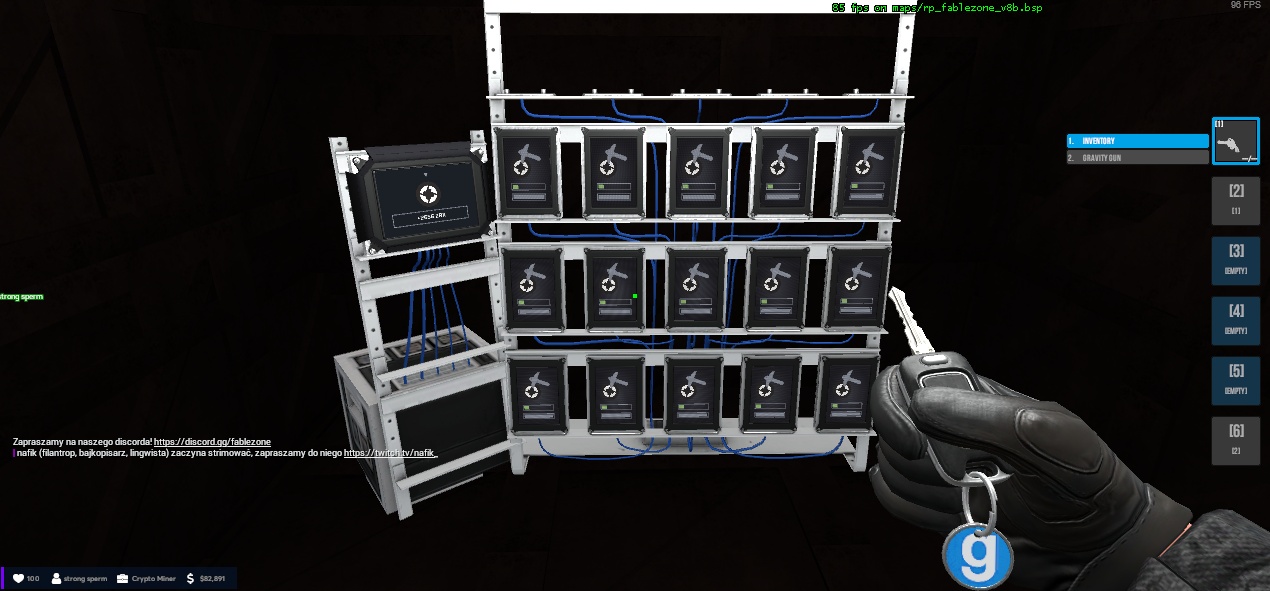 85 fps on maps/rp_fablezone_v8b.bsp
96 FPS
[1]
1. INVENTORY
2. GRAVITY GUN
[2]
[1]
[3]
[EMPTY]
strong sperm
[4]
[EMPTY]
[5]
[EMPTY]
[6]
[2]
Zapraszamy na naszego discorda! https://discord.gg/fablezone
nafik (filantrop, bajkopisarz, lingwista) zaczyna strimować, zapraszamy do niego https://twitch.tv/nafik_
g
100 strong sperm Crypto Miner $ $82,891